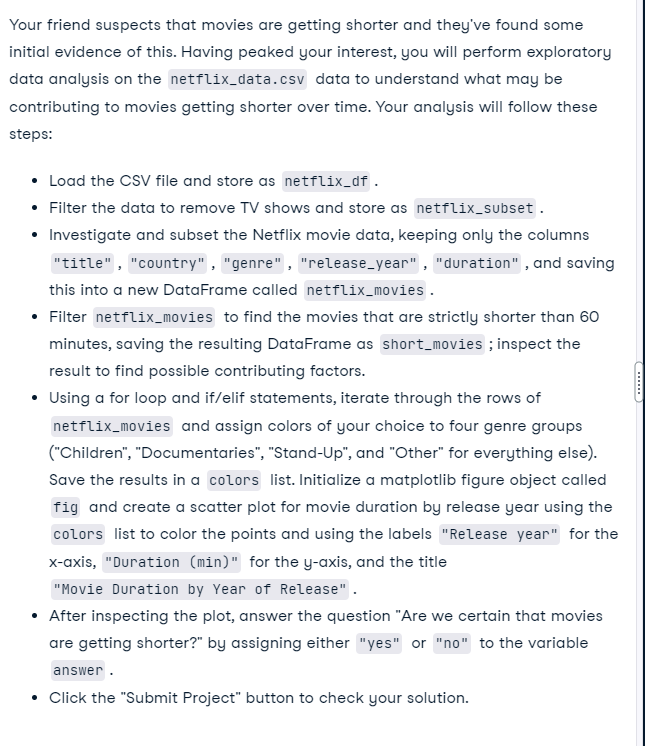 Your friend suspects that movies are getting shorter and they've found some
initial evidence of this. Having peaked your interest, you will perform exploratory
data analysis on the netflix_data.csv data to understand what may be
contributing to movies getting shorter over time. Your analysis will follow these
steps:
• Load the CSV file and store as netflix_df .
• Filter the data to remove TV shows and store as netflix_subset .
• Investigate and subset the Netflix movie data, keeping only the columns
"title" , "country" , "genre" , "release_year" , "duration" , and saving
this into a new DataFrame called netflix_movies .
• Filter netflix_movies to find the movies that are strictly shorter than 60
minutes, saving the resulting DataFrame as short_movies ; inspect the
result to find possible contributing factors.
• Using a for loop and if/elif statements, iterate through the rows of
netflix_movies and assign colors of your choice to four genre groups
("Children", "Documentaries", "Stand-Up", and "Other" for everything else).
Save the results in a colors list. Initialize a matplotlib figure object called
fig and create a scatter plot for movie duration by release year using the
colors list to color the points and using the labels "Release year" for the
x-axis, "Duration (min)" for the y-axis, and the title
"Movie Duration by Year of Release" .
• After inspecting the plot, answer the question "Are we certain that movies
are getting shorter?" by assigning either "yes" or "no" to the variable
answer .
• Click the "Submit Project" button to check your solution.